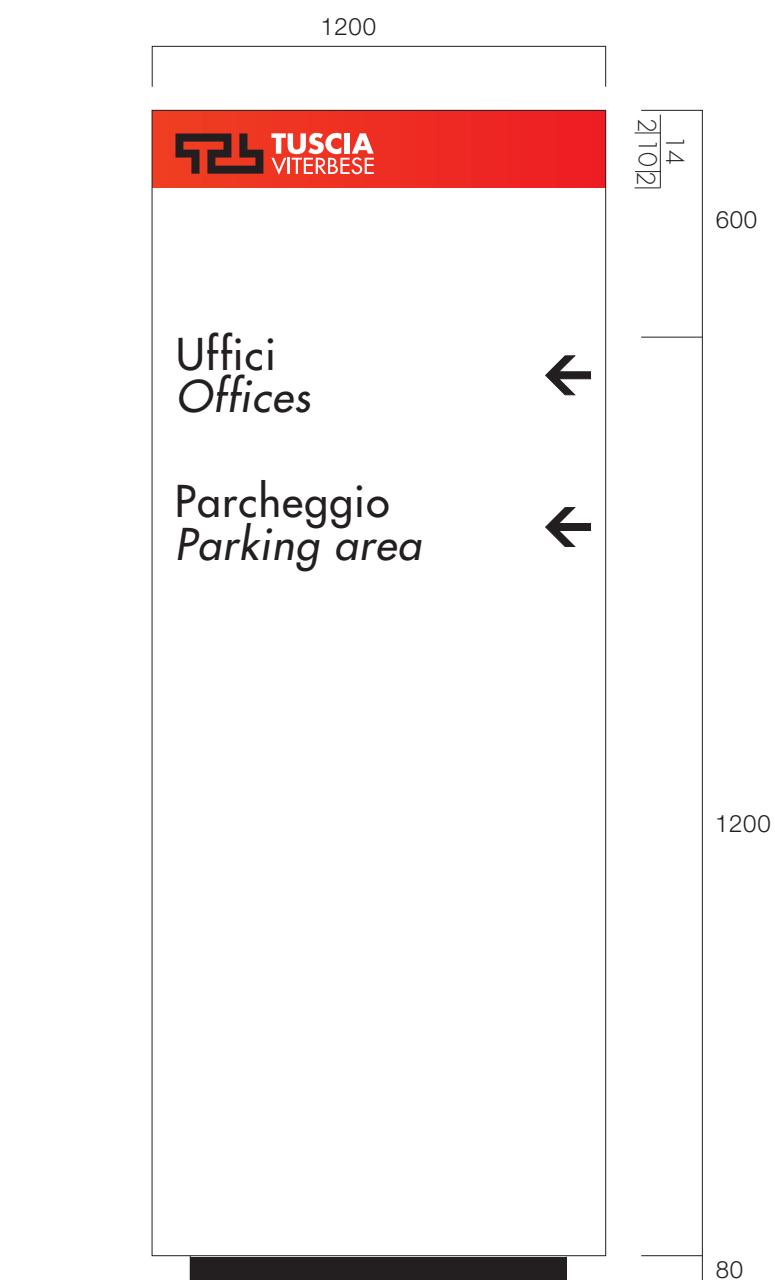 1200
TUSCIA
VITERBESE
2 10 2
14
600
Uffici
Offices
Parcheggio
Parking area
1200
80